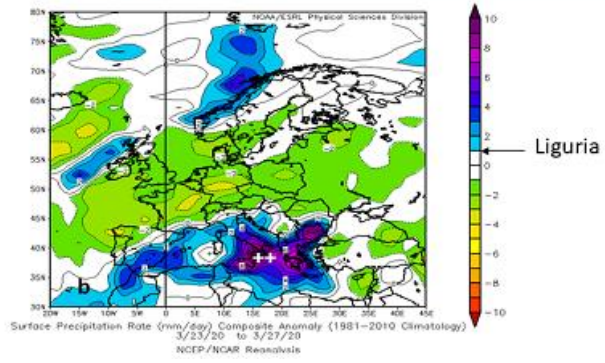 NOAA/ESRL Physical Sciences Division
80N
75N
70N
65N
60N
55N
50N
45N
40N
35N
30N
20W 15W 10W 5W 0 5E 10E 15E 20E 25E 30E 35E 40E 45E
b
++
10
8
6
4
2
0
-2
-4
-6
-8
-10
Liguria
Surface Precipitation Rate (mm/day) Composite Anomaly (1981-2010 Climatology)
3/23/20 to 3/27/20
NCEP/NCAR Reanalysis